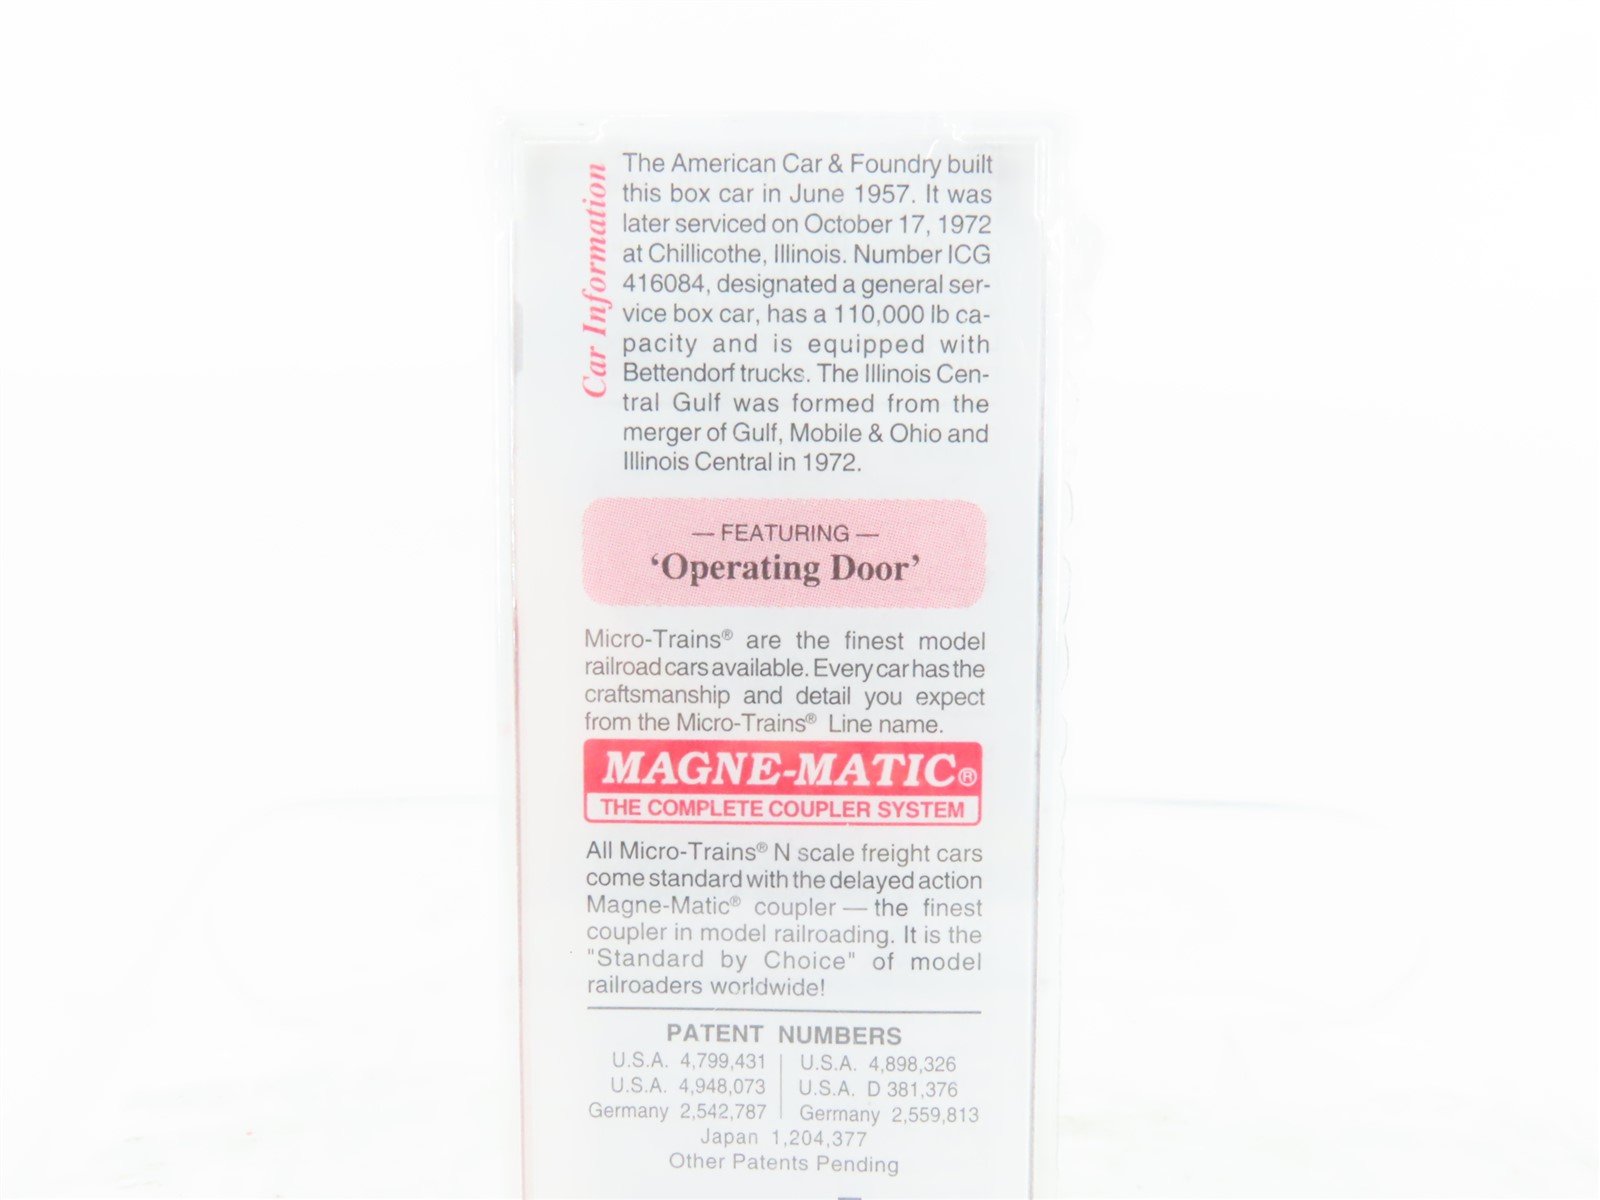 Car Information
The American Car & Foundry built
this box car in June 1957. It was
later serviced on October 17, 1972
at Chillicothe, Illinois. Number ICG
416084, designated a general ser-
vice box car, has a 110,000 lb ca-
pacity and is equipped with
Bettendorf trucks. The Illinois Cen-
tral Gulf was formed from the
merger of Gulf, Mobile & Ohio and
Illinois Central in 1972.
— FEATURING —
‘Operating Door’
Micro-Trains® are the finest model
railroad cars available. Every car has the
craftsmanship and detail you expect
from the Micro-Trains® Line name.
MAGNE-MATIC®
THE COMPLETE COUPLER SYSTEM
All Micro-Trains® N scale freight cars
come standard with the delayed action
Magne-Matic® coupler — the finest
coupler in model railroading. It is the
"Standard by Choice" of model
railroaders worldwide!
PATENT NUMBERS
U.S.A. 4,799,431 | U.S.A. 4,898,326
U.S.A. 4,948,073 | U.S.A. D 381,376
Germany 2,542,787 | Germany 2,559,813
Japan 1,204,377
Other Patents Pending